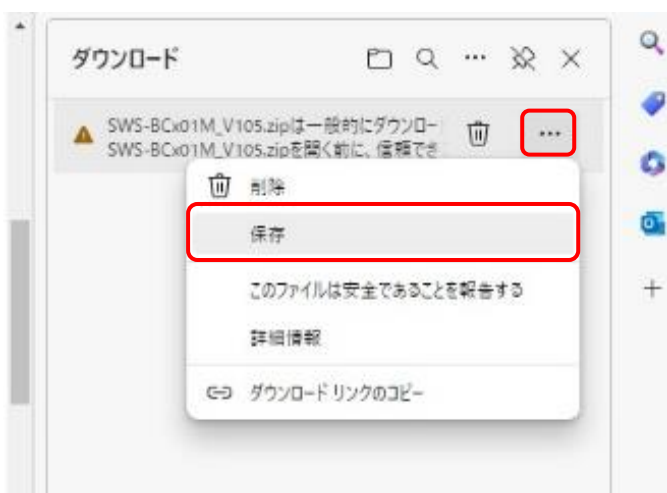 ダウンロード
SWS-BCx01M_V105.zipは一般的にダウンロー
SWS-BCx01M_V105.zipを開く前に、信頼でき
削除
保存
このファイルは安全であることを報告する
詳細情報
ダウンロード リンクのコピー